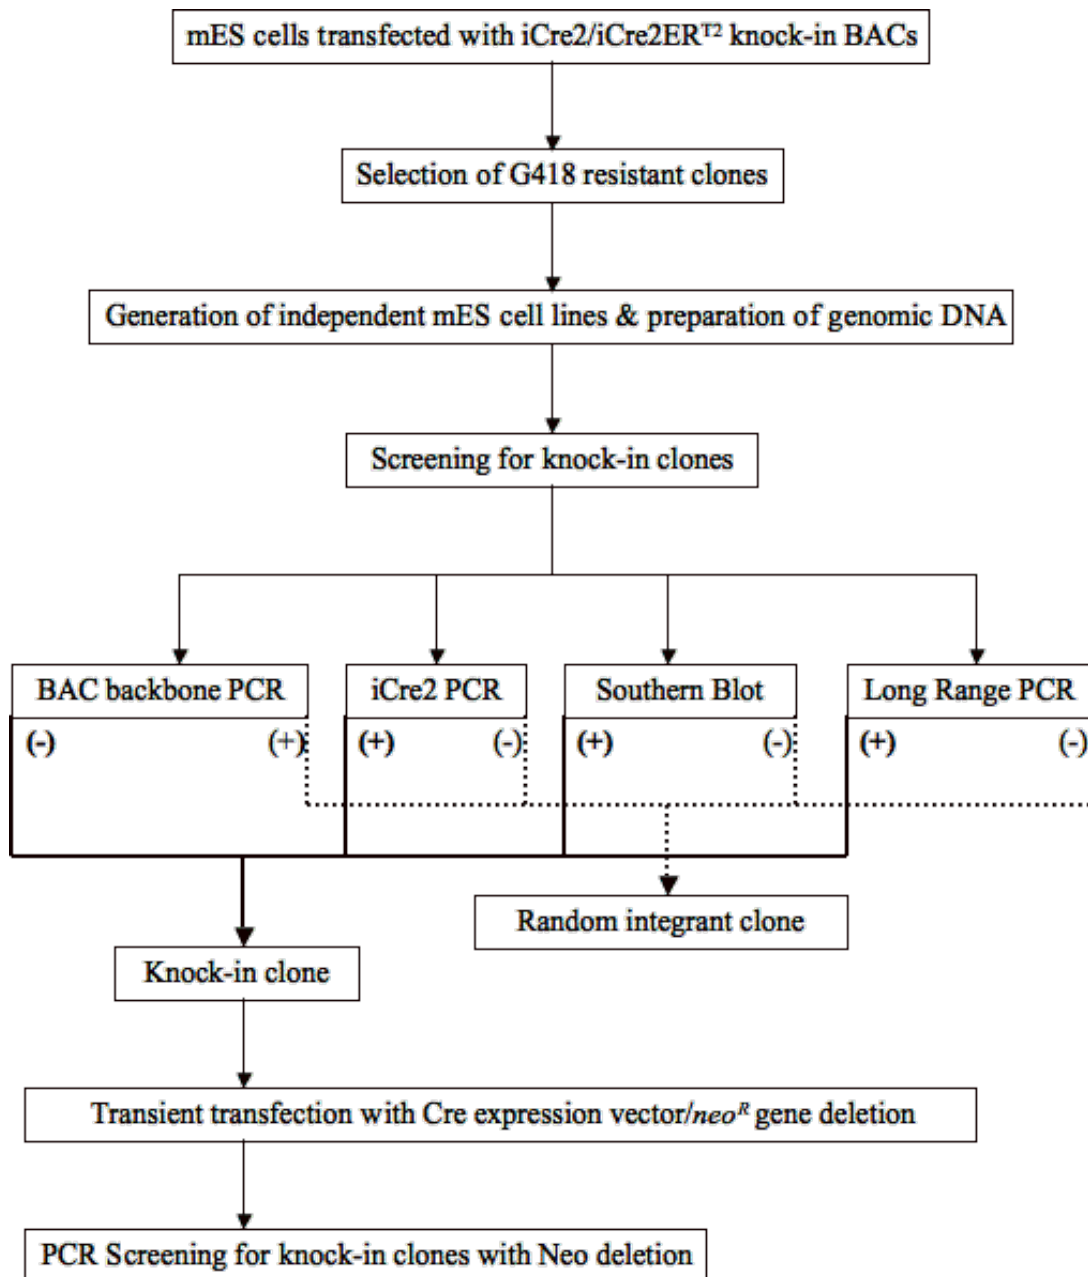 mES cells transfected with iCre2/iCre2ERᵀ² knock-in BACs
Selection of G418 resistant clones
Generation of independent mES cell lines & preparation of genomic DNA
Screening for knock-in clones
BAC backbone PCR
iCre2 PCR
Southern Blot
Long Range PCR
(-) (+) (+) (-) (+) (-) (+) (-)
Random integrant clone
Knock-in clone
Transient transfection with Cre expression vector/neoᴿ gene deletion
PCR Screening for knock-in clones with Neo deletion